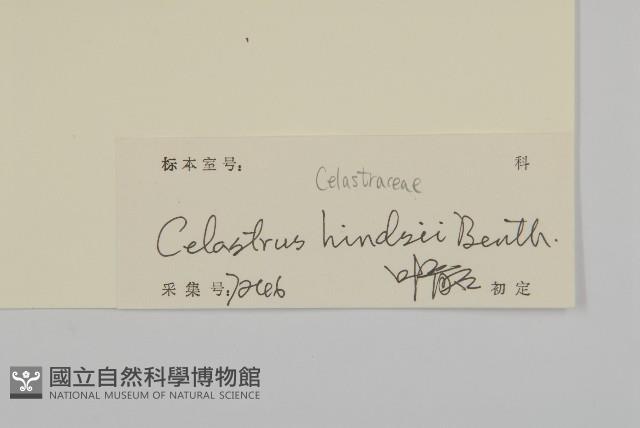 标本室号: 科
Celastraceae
Celastrus hindsii Benth.
采集号: 初定
國立自然科學博物館
NATIONAL MUSEUM OF NATURAL SCIENCE